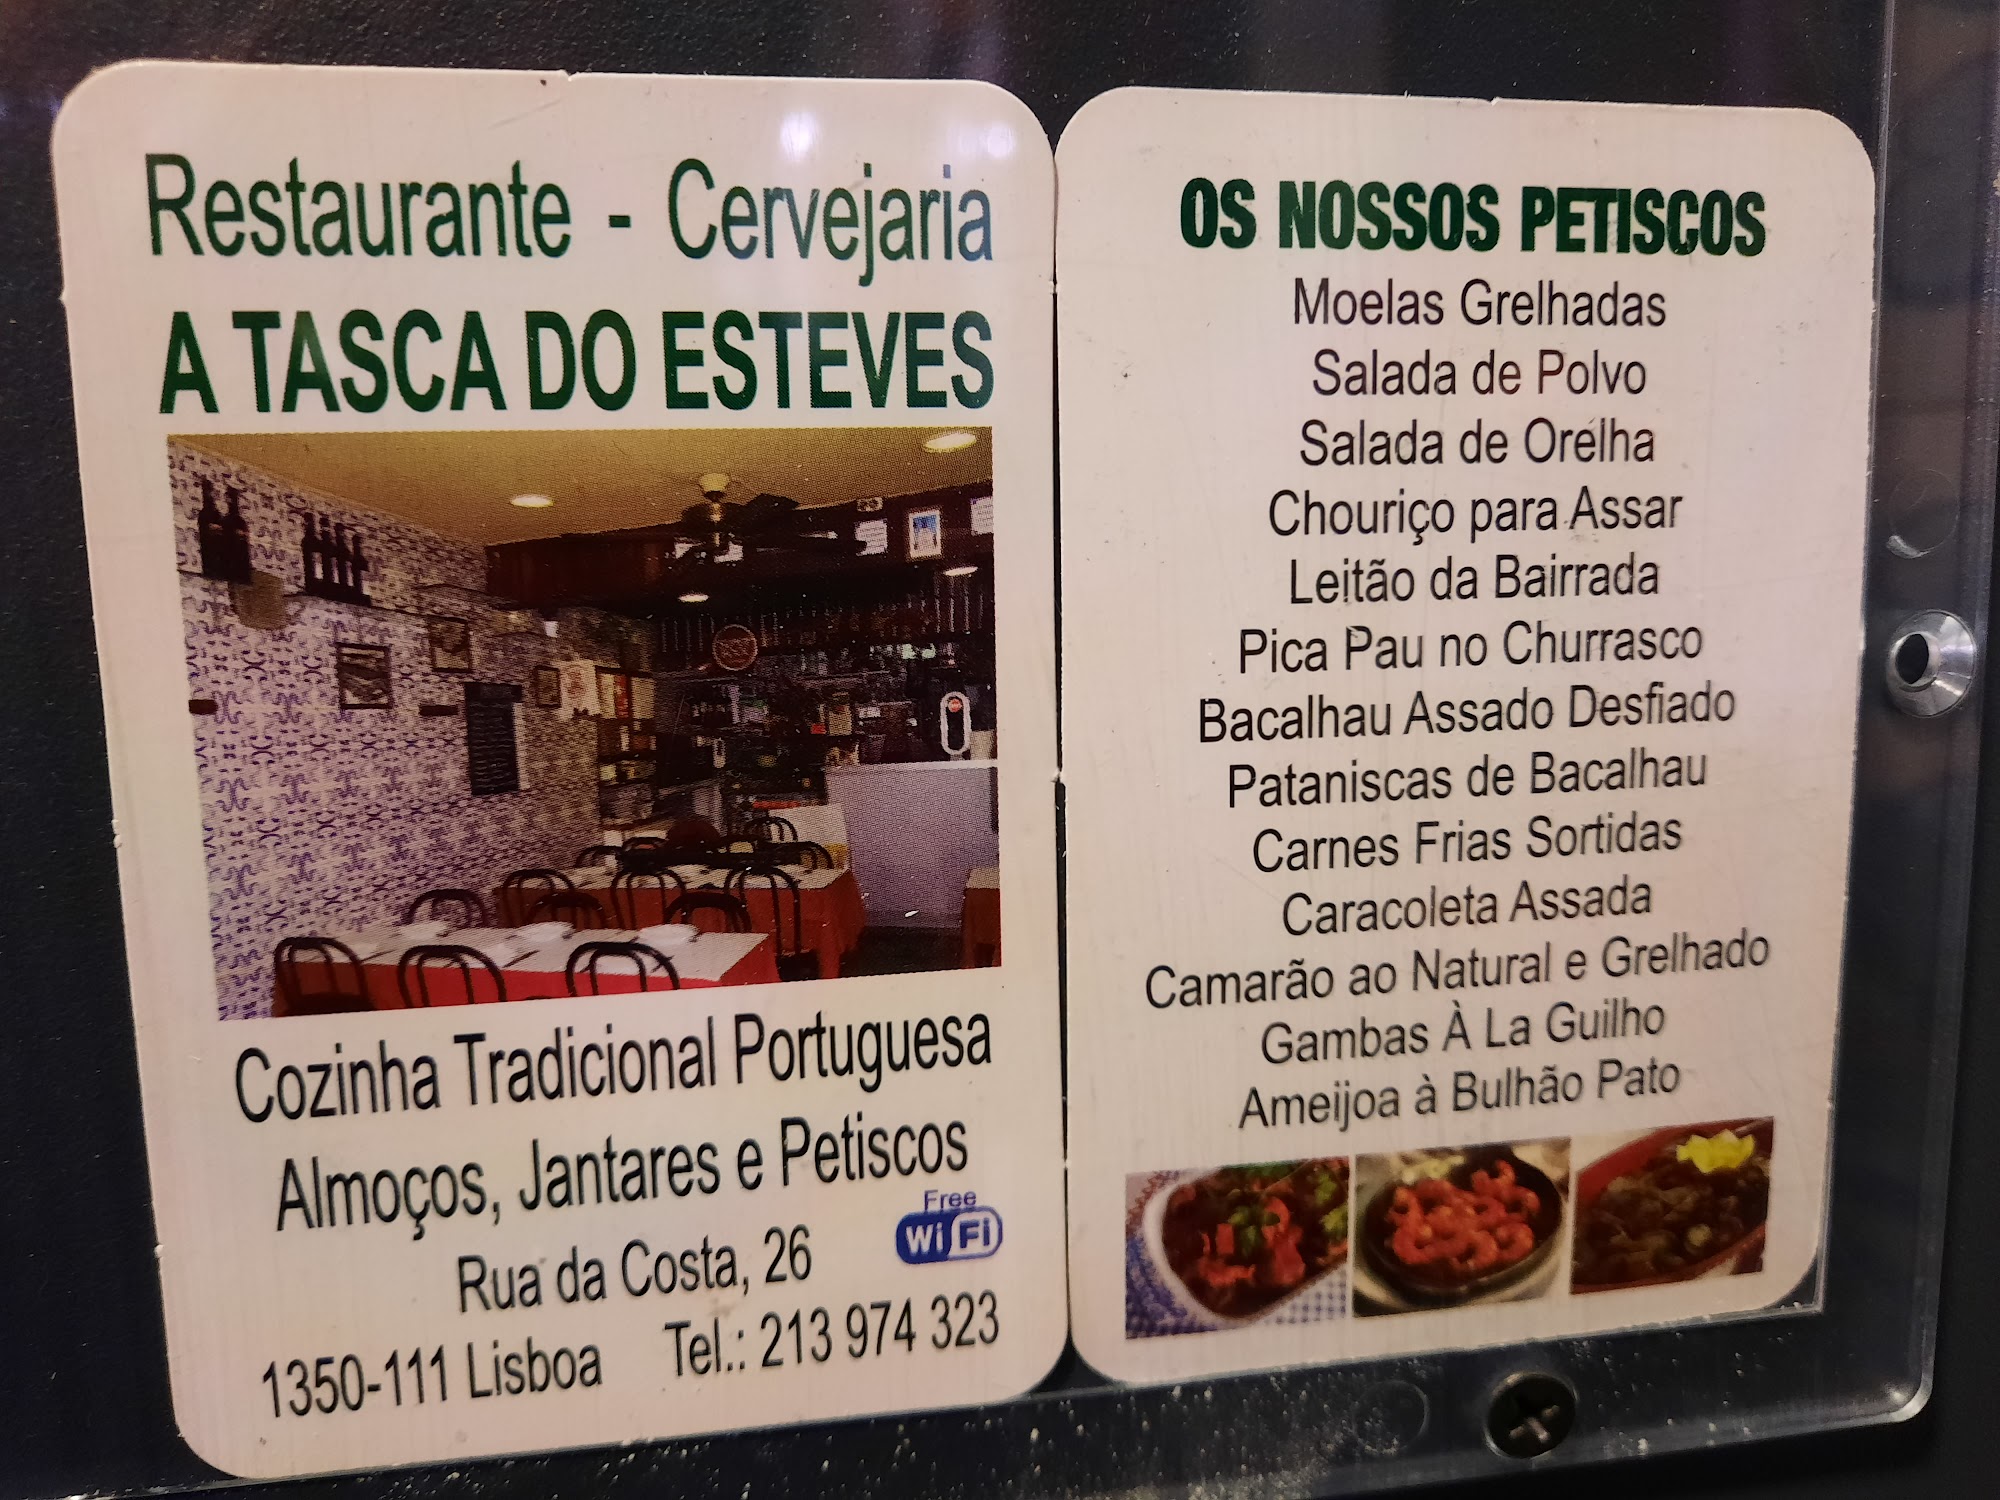 Restaurante - Cervejaria
A TASCA DO ESTEVES
Cozinha Tradicional Portuguesa
Almoços, Jantares e Petiscos
Free
WiFi
Rua da Costa, 26
1350-111 Lisboa Tel.: 213 974 323
OS NOSSOS PETISCOS
Moelas Grelhadas
Salada de Polvo
Salada de Orelha
Chouriço para Assar
Leitão da Bairrada
Pica Pau no Churrasco
Bacalhau Assado Desfiado
Pataniscas de Bacalhau
Carnes Frias Sortidas
Caracoleta Assada
Camarão ao Natural e Grelhado
Gambas À La Guilho
Ameijoa à Bulhão Pato